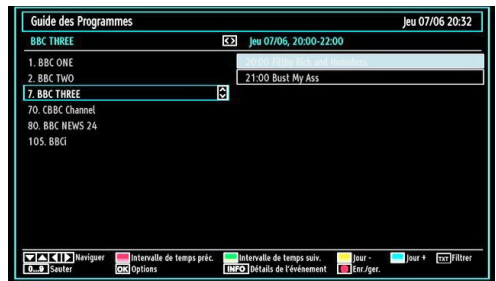 Guide des Programmes Jeu 07/06 20:32
BBC THREE <> Jeu 07/06, 20:00-22:00
1. BBC ONE 20:00 Filthy Rich and Homeless
2. BBC TWO 21:00 Bust My Ass
7. BBC THREE
70. CBBC Channel
80. BBC NEWS 24
105. BBCi
Naviguer Intervalle de temps préc. Intervalle de temps suiv. Jour - Jour + TXT Filtrer
0...9 Sauter OK Options INFO Détails de l'événement Enr./ger.